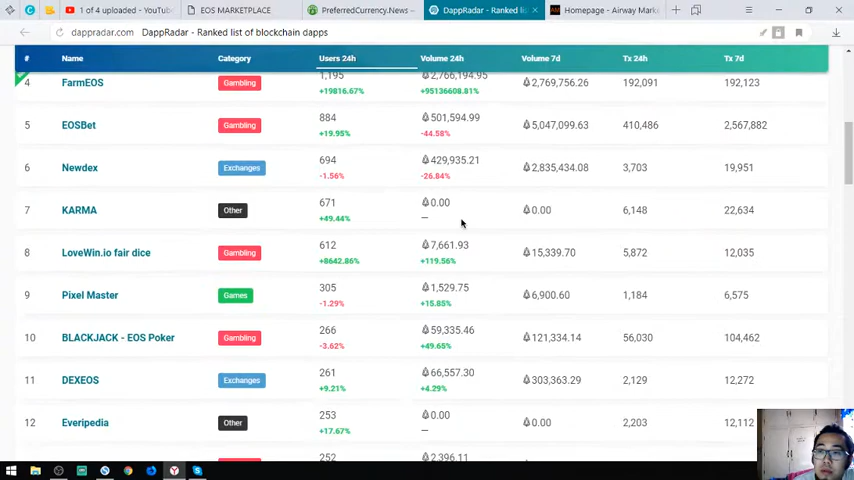 1 of 4 uploaded - YouTub
EOS MARKETPLACE
PreferredCurrency.News –
DappRadar - Ranked lis
Homepage - Airway Mark
dappradar.com DappRadar - Ranked list of blockchain dapps
# Name Category Users 24h Volume 24h Volume 7d Tx 24h Tx 7d
4 FarmEOS Gambling 1,195 2,766,194.95 2,769,756.26 192,091 192,123
+19816.67% +95136608.81%
5 EOSBet Gambling 884 501,594.99 5,047,099.63 410,486 2,567,882
+19.95% -44.58%
6 Newdex Exchanges 694 429,935.21 2,835,434.08 3,703 19,951
-1.56% -26.84%
7 KARMA Other 671 0.00 0.00 6,148 22,634
+49.44% —
8 LoveWin.io fair dice Gambling 612 7,661.93 15,339.70 5,872 12,035
+8642.86% +119.56%
9 Pixel Master Games 305 1,529.75 6,900.60 1,184 6,575
-1.29% +15.85%
10 BLACKJACK - EOS Poker Gambling 266 59,335.46 121,334.14 56,030 104,462
-3.62% +49.65%
11 DEXEOS Exchanges 261 66,557.30 303,363.29 2,129 12,272
+9.21% +4.29%
12 Everipedia Other 253 0.00 0.00 2,203 12,112
+17.67% —
252 2,396.11